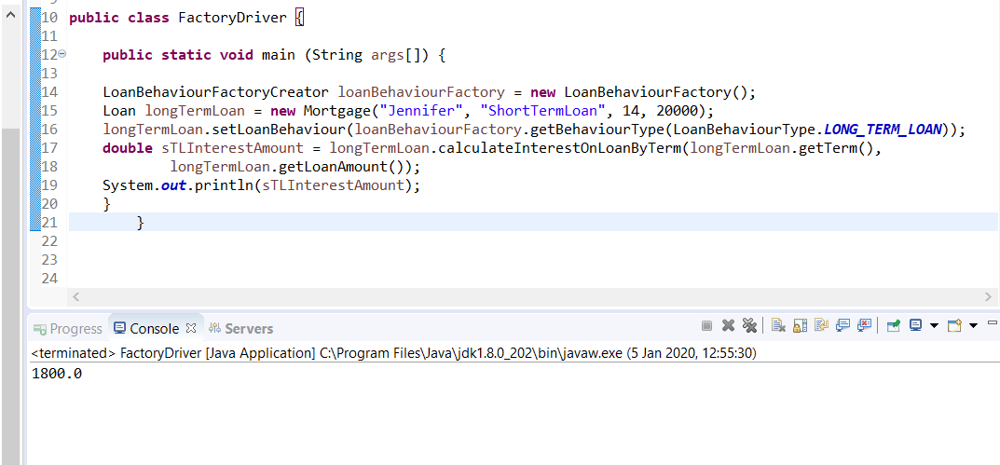 10 public class FactoryDriver {
11
12 public static void main (String args[]) {
13
14 LoanBehaviourFactoryCreator loanBehaviourFactory = new LoanBehaviourFactory();
15 Loan longTermLoan = new Mortgage("Jennifer", "ShortTermLoan", 14, 20000);
16 longTermLoan.setLoanBehaviour(loanBehaviourFactory.getBehaviourType(LoanBehaviourType.LONG_TERM_LOAN));
17 double sTLInterestAmount = longTermLoan.calculateInterestOnLoanByTerm(longTermLoan.getTerm(),
18 longTermLoan.getLoanAmount());
19 System.out.println(sTLInterestAmount);
20 }
21 }
22
23
24
Progress Console Servers
<terminated> FactoryDriver [Java Application] C:\Program Files\Java\jdk1.8.0_202\bin\javaw.exe (5 Jan 2020, 12:55:30)
1800.0